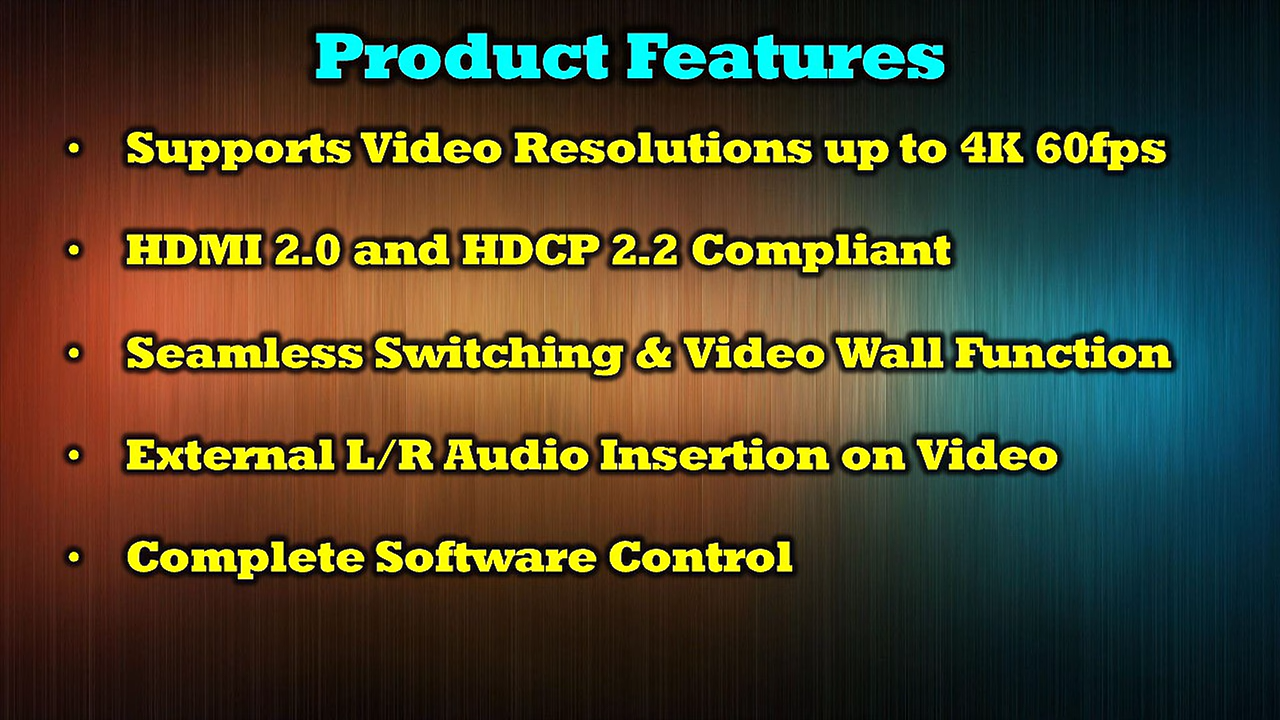 Product Features
• Supports Video Resolutions up to 4K 60fps
• HDMI 2.0 and HDCP 2.2 Compliant
• Seamless Switching & Video Wall Function
• External L/R Audio Insertion on Video
• Complete Software Control